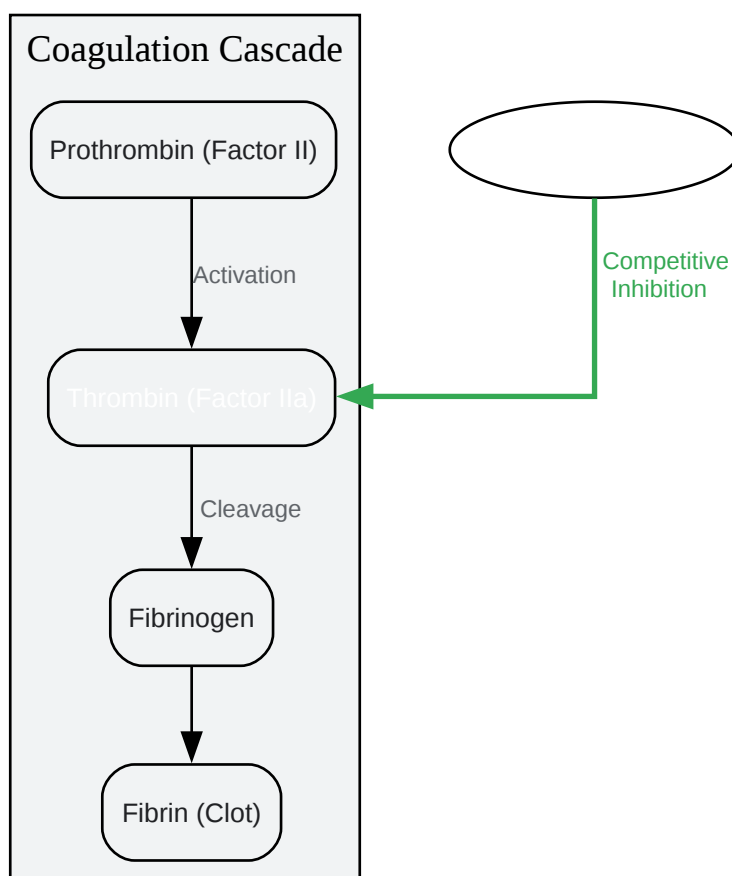 Coagulation Cascade
Prothrombin (Factor II)
Activation
Competitive
Inhibition
Thrombin (Factor IIa)
Cleavage
Fibrinogen
Fibrin (Clot)